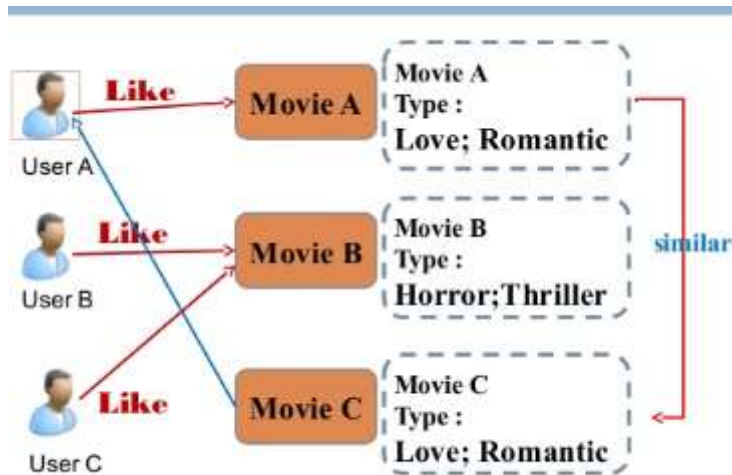 Like
Movie A
Movie A
Type :
Love; Romantic
User A
Like
Movie B
Movie B
Type :
Horror;Thriller
similar
User B
Like
Movie C
Movie C
Type :
Love; Romantic
User C